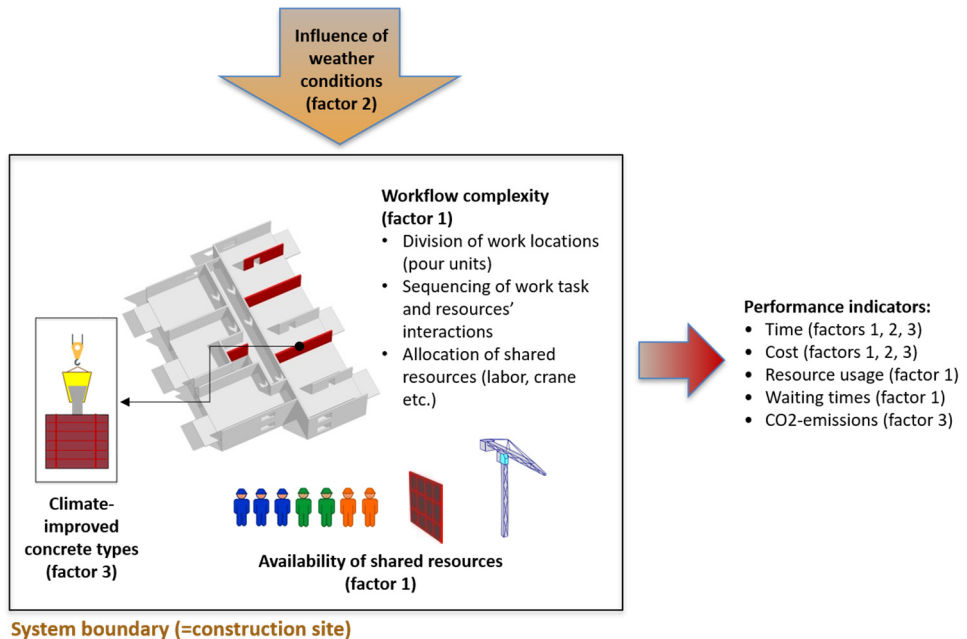 Influence of
weather
conditions
(factor 2)
Workflow complexity
(factor 1)
• Division of work locations
(pour units)
• Sequencing of work task
and resources’
interactions
• Allocation of shared
resources (labor, crane
etc.)
Climate-
improved
concrete types
(factor 3)
Availability of shared resources
(factor 1)
Performance indicators:
• Time (factors 1, 2, 3)
• Cost (factors 1, 2, 3)
• Resource usage (factor 1)
• Waiting times (factor 1)
• CO2-emissions (factor 3)
System boundary (=construction site)